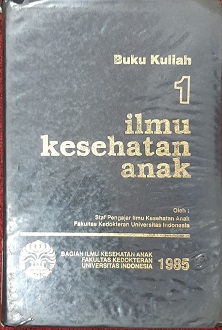 Buku Kuliah
1
ilmu
kesehatan
anak
Oleh :
Staf Pengajar Ilmu Kesehatan Anak
Fakultas Kedokteran Universitas Indonesia
BAGIAN ILMU KESEHATAN ANAK
FAKULTAS KEDOKTERAN
UNIVERSITAS INDONESIA
1985